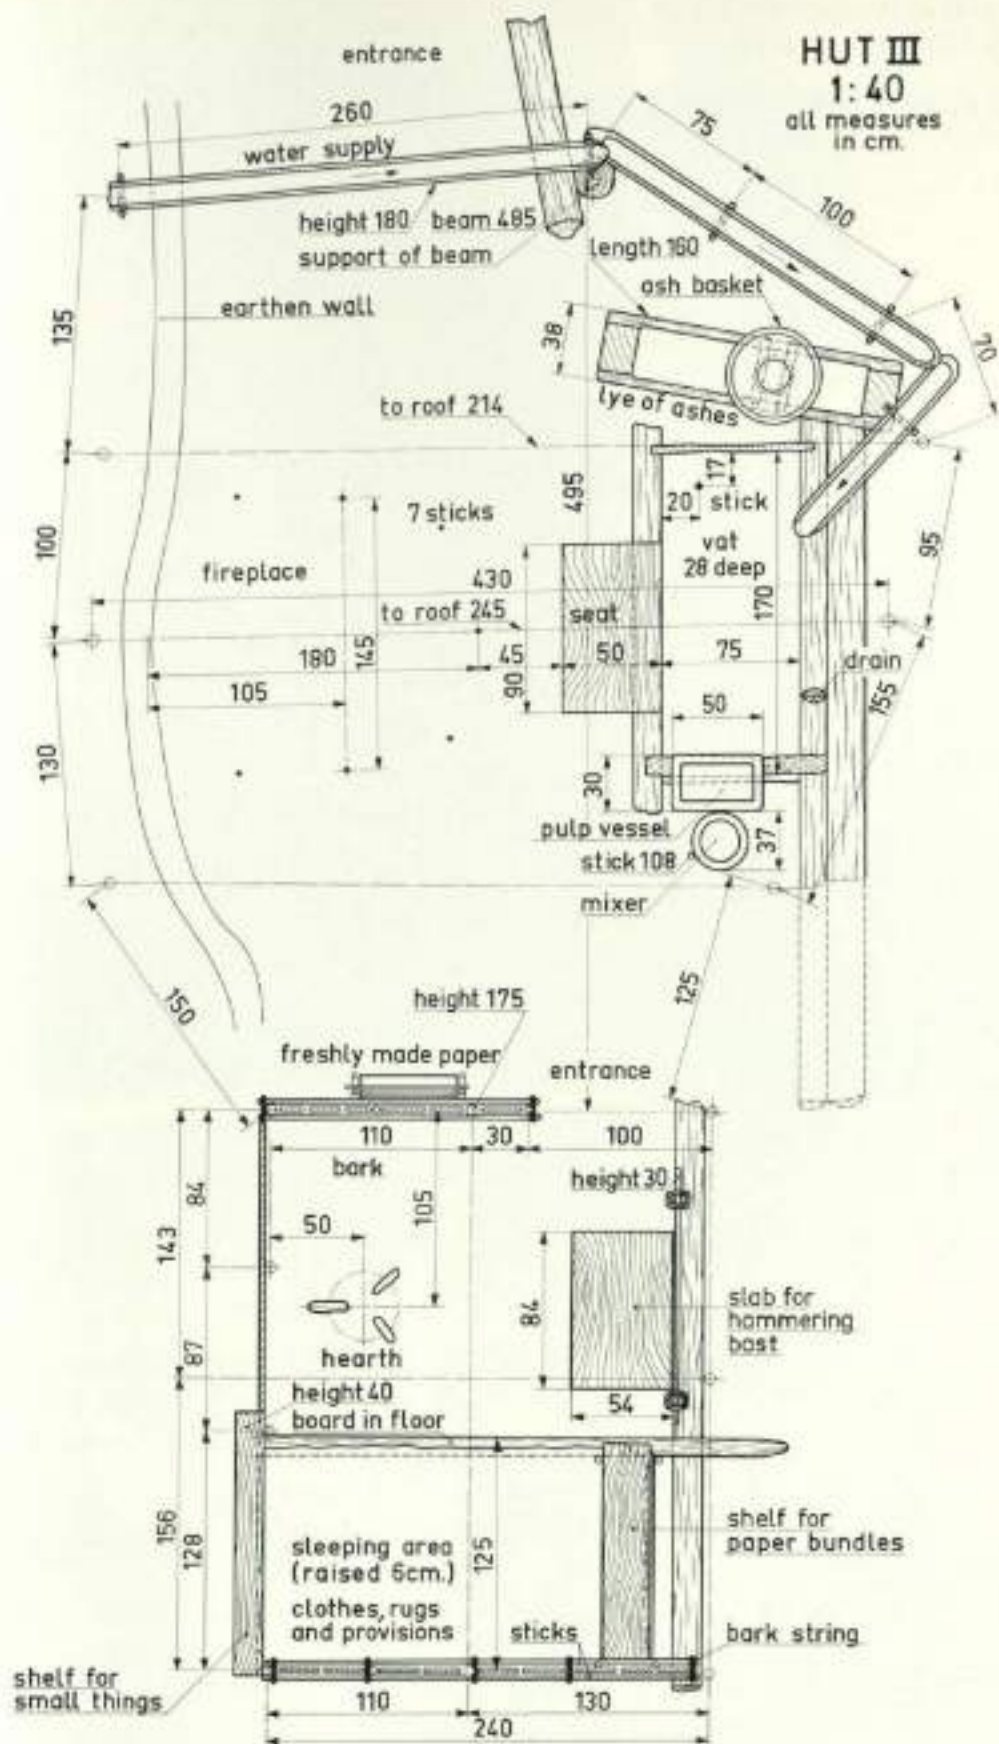 HUT III
1:40
all measures
in cm.
entrance
260
75
water supply
100
height 180 beam 485
support of beam
length 160
ash basket
earthen wall
135
38
70
lye of ashes
to roof 214
17
495
20 stick
7 sticks
vat
28 deep
95
100
fireplace
430
170
to roof 245
seat
145
180
45
50
75
drain
105
90
50
155
130
30
pulp vessel
37
stick 108
mixer
150
125
height 175
freshly made paper
entrance
110
30
100
bark
height 30
84
105
50
143
84
slab for
hammering
bast
87
hearth
height 40
54
board in floor
156
128
125
shelf for
paper bundles
sleeping area
(raised 6cm.)
clothes, rugs
and provisions
sticks
bark string
shelf for
small things
110
130
240